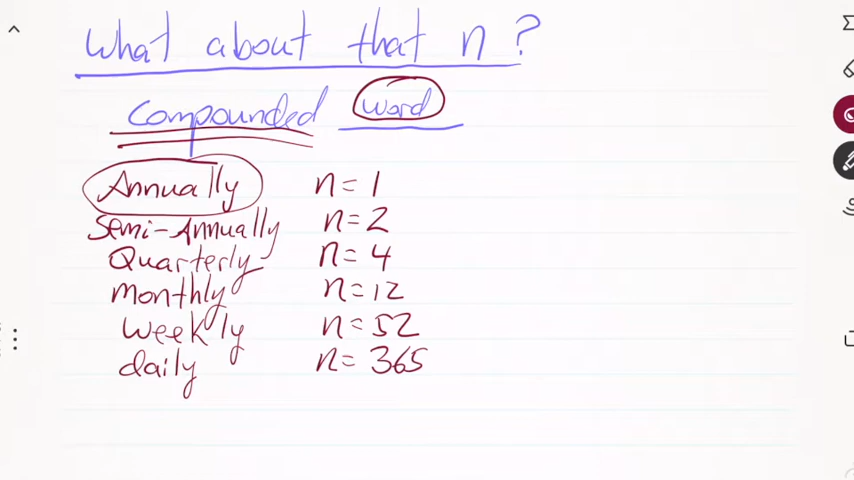 What about that n?
Compounded word
Annually n=1
Semi-Annually n=2
Quarterly n=4
monthly n=12
weekly n=52
daily n=365